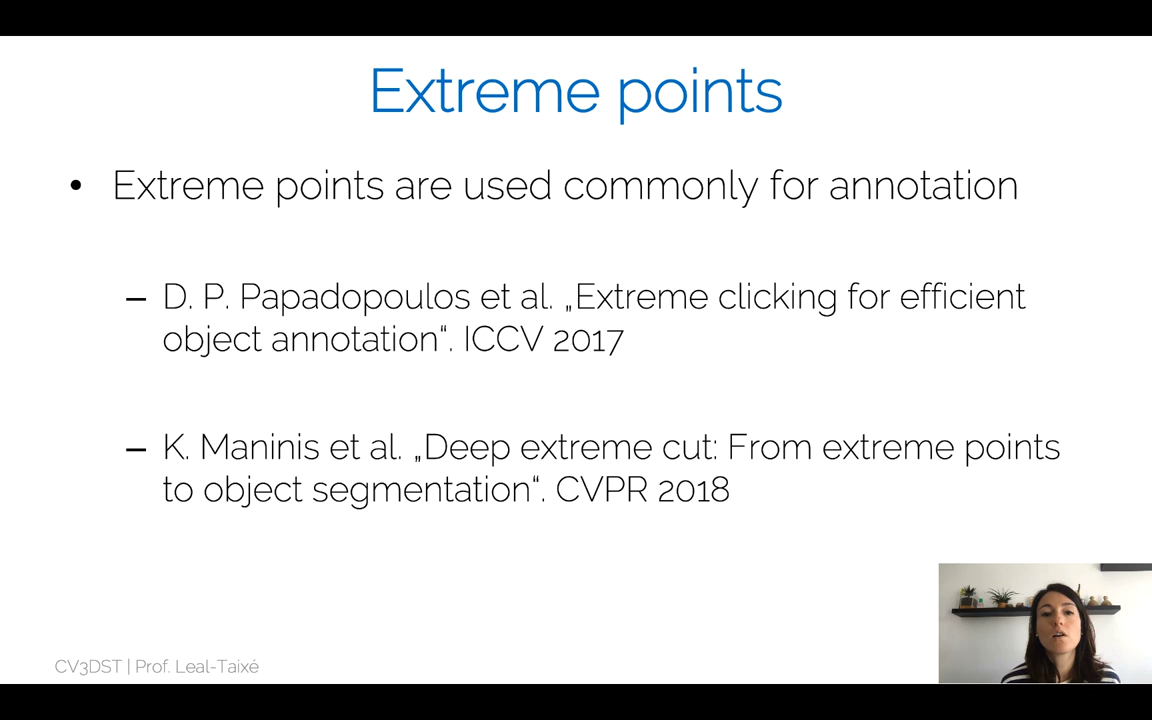 Extreme points
• Extreme points are used commonly for annotation
– D. P. Papadopoulos et al. „Extreme clicking for efficient
object annotation“. ICCV 2017
– K. Maninis et al. „Deep extreme cut: From extreme points
to object segmentation“. CVPR 2018
CV3DST | Prof. Leal-Taixé